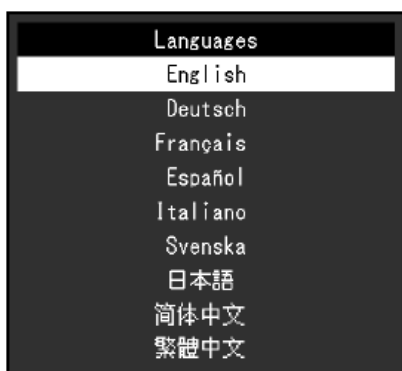 Languages
English
Deutsch
Français
Español
Italiano
Svenska
日本語
简体中文
繁體中文